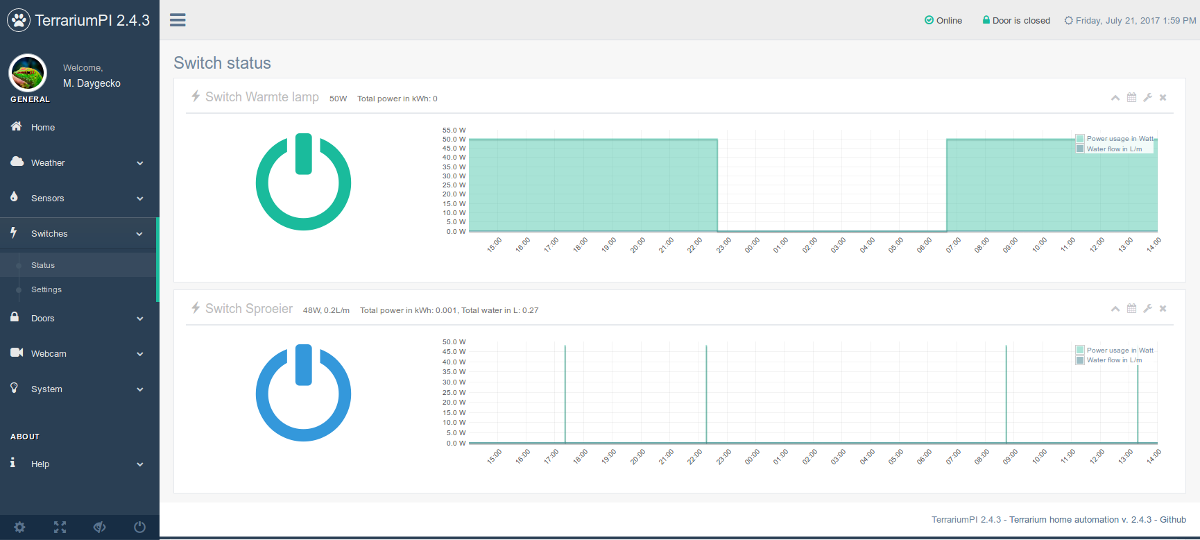 TerrariumPI 2.4.3
Online Door is closed Friday, July 21, 2017 1:59 PM
Welcome,
M. Daygecko
GENERAL
Home
Weather
Sensors
Switches
Status
Settings
Doors
Webcam
System
ABOUT
Help
Switch status
Switch Warmte lamp 50W Total power in kWh: 0
55.0 W
50.0 W
45.0 W
40.0 W
35.0 W
30.0 W
25.0 W
20.0 W
15.0 W
10.0 W
5.0 W
0.0 W
Power usage in Watt
Water flow in L/m
15:00 16:00 17:00 18:00 19:00 20:00 21:00 22:00 23:00 00:00 01:00 02:00 03:00 04:00 05:00 06:00 07:00 08:00 09:00 10:00 11:00 12:00 13:00 14:00
Switch Sproeier 48W, 0.2L/m Total power in kWh: 0.001, Total water in L: 0.27
50.0 W
45.0 W
40.0 W
35.0 W
30.0 W
25.0 W
20.0 W
15.0 W
10.0 W
5.0 W
0.0 W
Power usage in Watt
Water flow in L/m
15:00 16:00 17:00 18:00 19:00 20:00 21:00 22:00 23:00 00:00 01:00 02:00 03:00 04:00 05:00 06:00 07:00 08:00 09:00 10:00 11:00 12:00 13:00 14:00
TerrariumPI 2.4.3 - Terrarium home automation v. 2.4.3 - Github